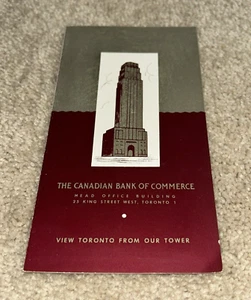 THE CANADIAN BANK OF COMMERCE
HEAD OFFICE BUILDING
25 KING STREET WEST, TORONTO 1
VIEW TORONTO FROM OUR TOWER